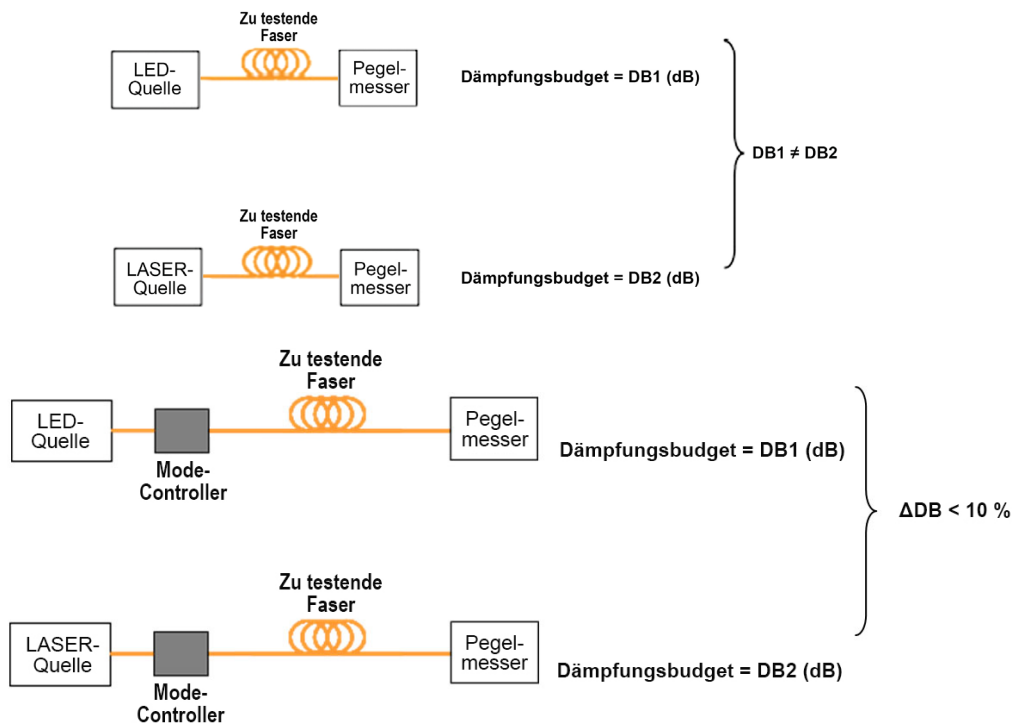 Zu testende
Faser
LED-
Quelle
Pegel-
messer
Dämpfungsbudget = DB1 (dB)
DB1 ≠ DB2
Zu testende
Faser
LASER-
Quelle
Pegel-
messer
Dämpfungsbudget = DB2 (dB)
Zu testende
Faser
LED-
Quelle
Mode-
Controller
Pegel-
messer
Dämpfungsbudget = DB1 (dB)
ΔDB < 10 %
Zu testende
Faser
LASER-
Quelle
Mode-
Controller
Pegel-
messer
Dämpfungsbudget = DB2 (dB)